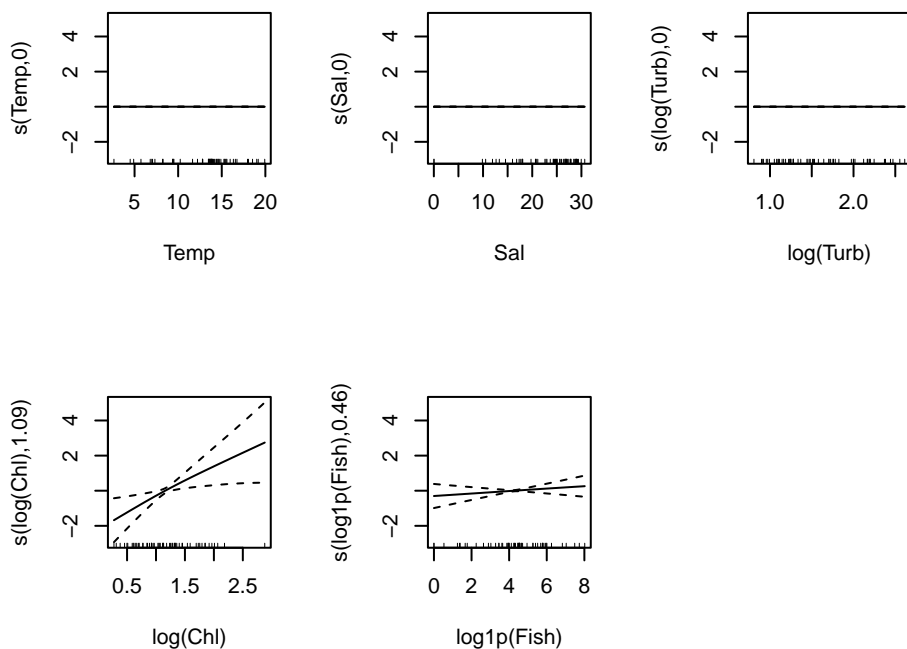 s(Temp,0)
−2 2 4
5 10 15 20
Temp
s(Sal,0)
−2 2 4
0 10 20 30
Sal
s(log(Turb),0)
−2 2 4
1.0 2.0
log(Turb)
s(log(Chl),1.09)
−2 2 4
0.5 1.5 2.5
log(Chl)
s(log1p(Fish),0.46)
−2 2 4
0 2 4 6 8
log1p(Fish)